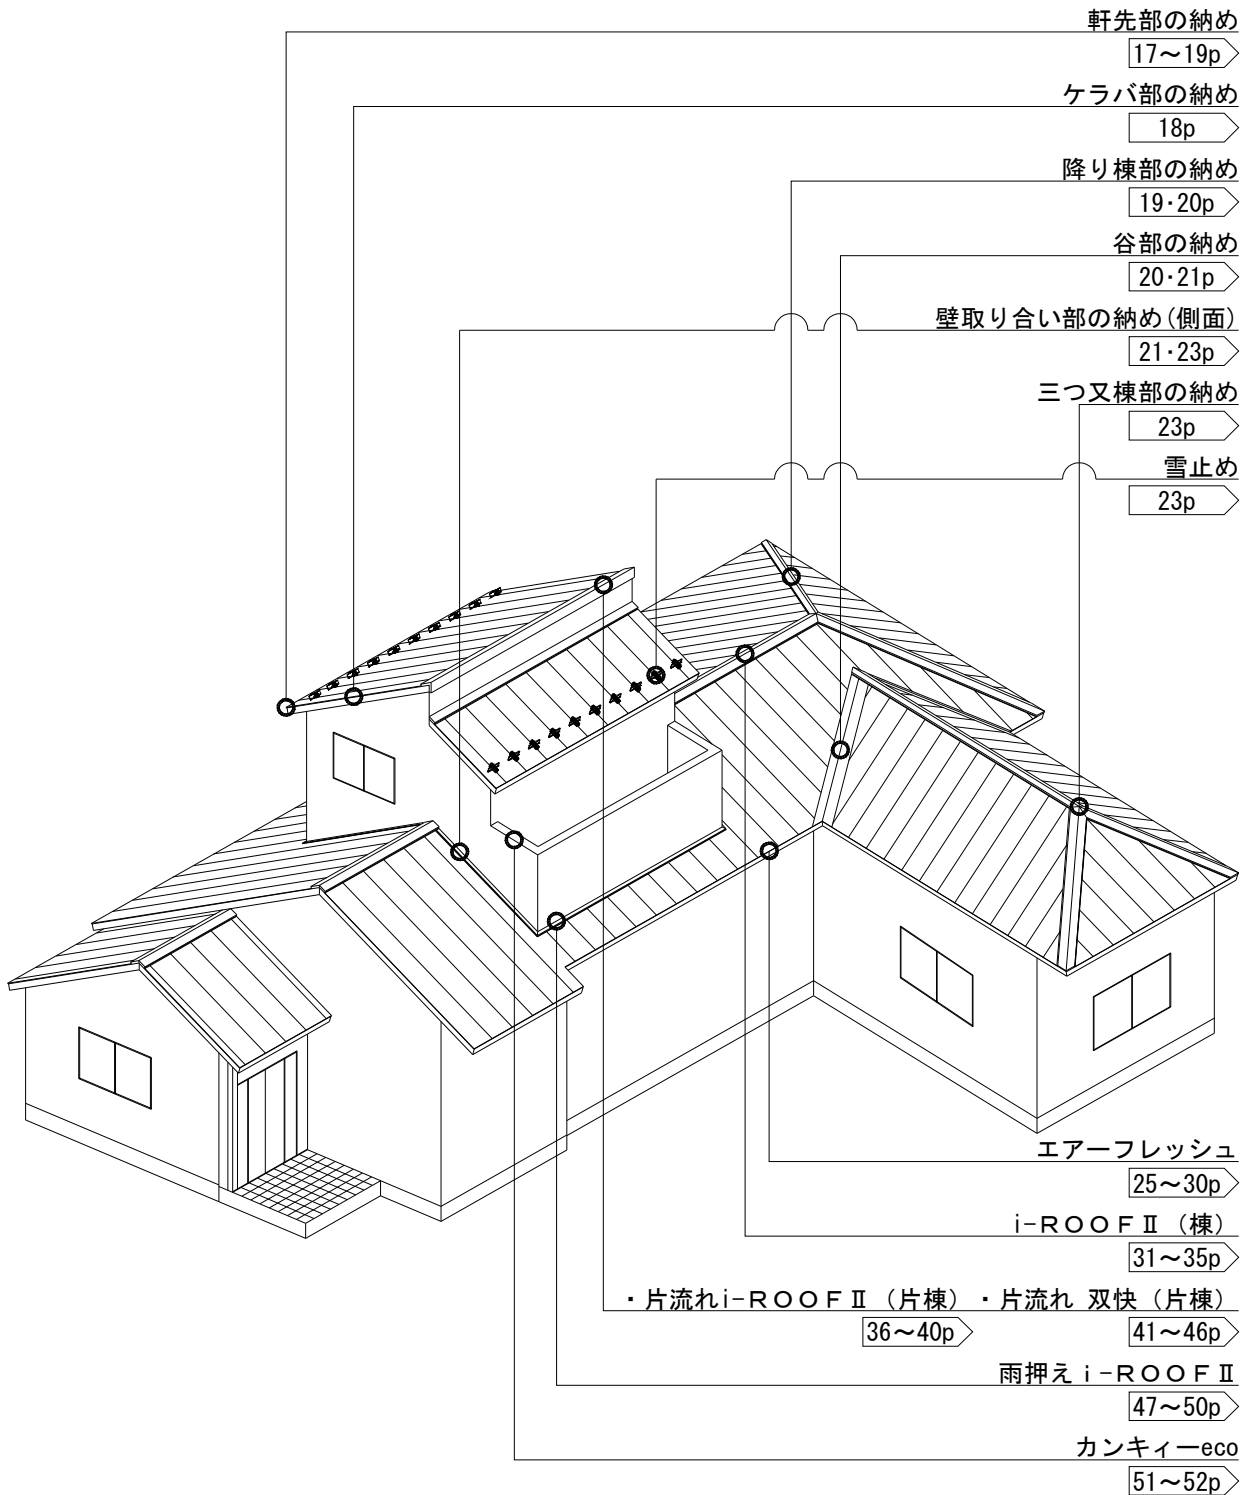 軒先部の納め
17～19p
ケラバ部の納め
18p
降り棟部の納め
19・20p
谷部の納め
20・21p
壁取り合い部の納め(側面)
21・23p
三つ又棟部の納め
23p
雪止め
23p
エアーフレッシュ
25～30p
i-ＲＯＯＦⅡ（棟）
31～35p
・片流れi-ＲＯＯＦⅡ（片棟）・片流れ 双快（片棟）
36～40p 41～46p
雨押えｉ-ＲＯＯＦⅡ
47～50p
カンキィーeco
51～52p